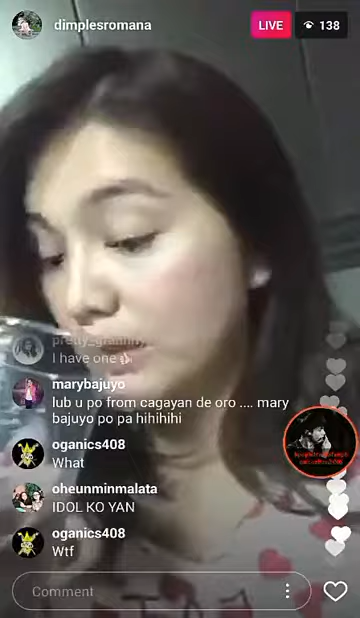 dimplesromana
LIVE
138
pretty_granny
I have one
marybajuyo
lub u po from cagayan de oro .... mary
bajuyo po pa hihihihi
oganics408
What
oheunminmalata
IDOL KO YAN
oganics408
Wtf
Comment